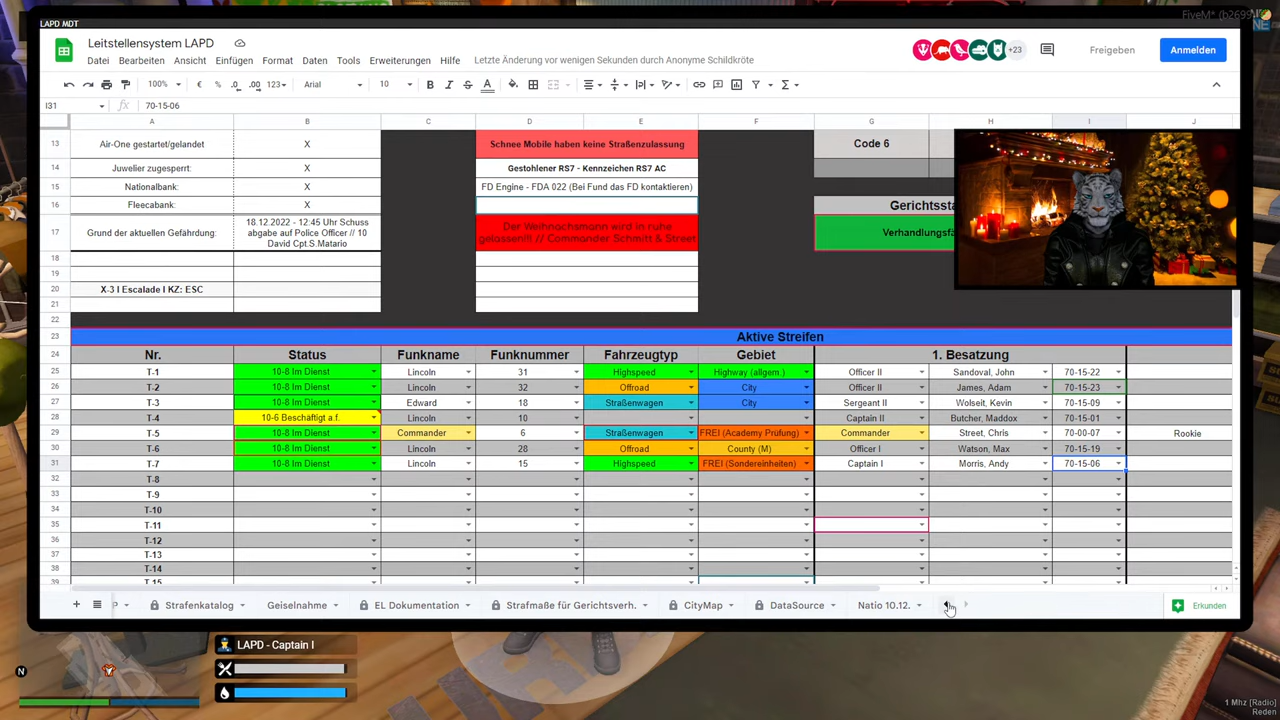 LAPD MDT
FiveM* (b2699
Leitstellensystem LAPD
Datei Bearbeiten Ansicht Einfügen Format Daten Tools Erweiterungen Hilfe Letzte Änderung vor wenigen Sekunden durch Anonyme Schildkröte
+23 Freigeben Anmelden
100% € % .0 .00 123 Arial 10 B I S A
I31 fx 70-15-06
A B C D E F G H I J
13 Air-One gestartet/gelandet X Schnee Mobile haben keine Straßenzulassung Code 6
14 Juwelier zugesperrt: X Gestohlener RS7 - Kennzeichen RS7 AC
15 Nationalbank: X FD Engine - FDA 022 (Bei Fund das FD kontaktieren)
16 Fleecabank: X Gerichtsstä
17 Grund der aktuellen Gefährdung: 18.12.2022 - 12:45 Uhr Schuss
abgabe auf Police Officer // 10
David Cpt.S.Matario
Der Weihnachsmann wird in ruhe
gelassen!!! // Commander Schmitt & Street
Verhandlungsfä
18
19
20 X-3 I Escalade I KZ: ESC
21
22
23 Aktive Streifen
24 Nr. Status Funkname Funknummer Fahrzeugtyp Gebiet 1. Besatzung
25 T-1 10-8 Im Dienst Lincoln 31 Highspeed Highway (allgem.) Officer II Sandoval, John 70-15-22
26 T-2 10-8 Im Dienst Lincoln 32 Offroad City Officer II James, Adam 70-15-23
27 T-3 10-8 Im Dienst Edward 18 Straßenwagen City Sergeant II Wolseit, Kevin 70-15-09
28 T-4 10-6 Beschäftigt a.f. Lincoln 10 Captain II Butcher, Maddox 70-15-01
29 T-5 10-8 Im Dienst Commander 6 Straßenwagen FREI (Academy Prüfung) Commander Street, Chris 70-00-07 Rookie
30 T-6 10-8 Im Dienst Lincoln 28 Offroad County (M) Officer I Watson, Max 70-15-19
31 T-7 10-8 Im Dienst Lincoln 15 Highspeed FREI (Sondereinheiten) Captain I Morris, Andy 70-15-06
32 T-8
33 T-9
34 T-10
35 T-11
36 T-12
37 T-13
38 T-14
39 T-15
P Strafenkatalog Geiselnahme EL Dokumentation Strafmaße für Gerichtsverh. CityMap DataSource Natio 10.12. Erkunden
LAPD - Captain I
N
1 Mhz [Radio]
Reden